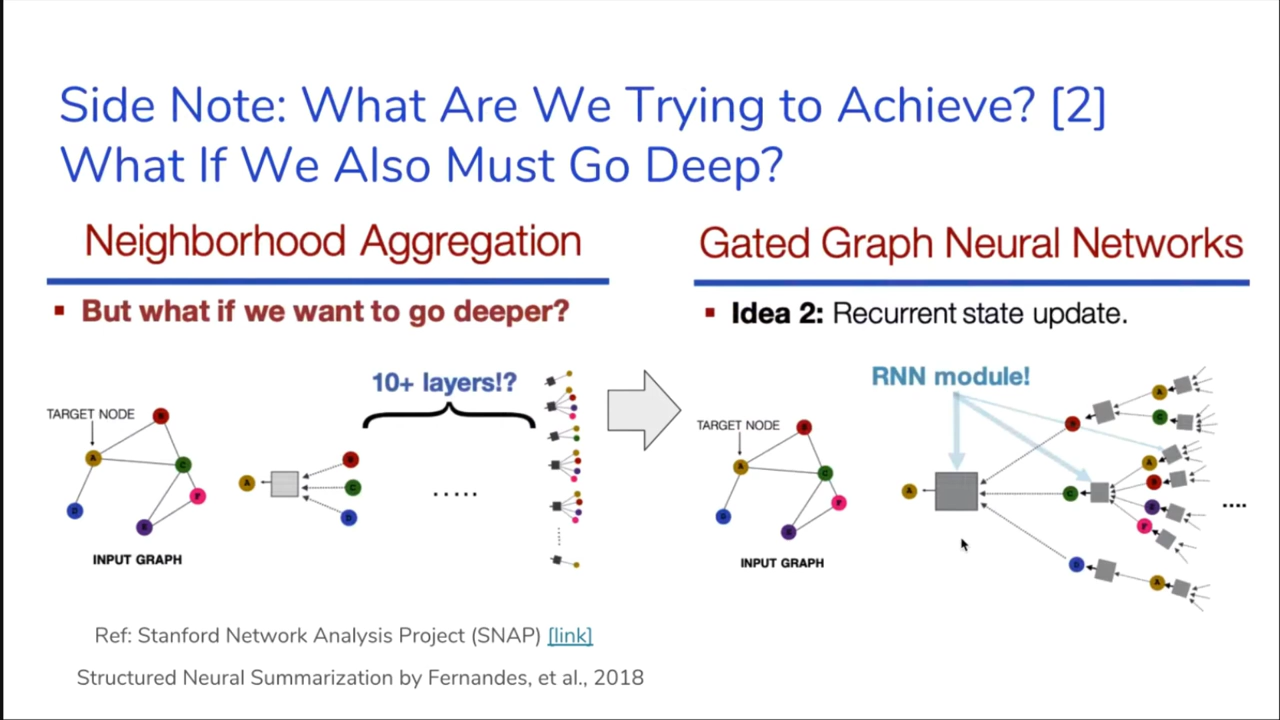 Side Note: What Are We Trying to Achieve? [2]
What If We Also Must Go Deep?
Neighborhood Aggregation
But what if we want to go deeper?
10+ layers!?
TARGET NODE
B
A
C
F
D
E
INPUT GRAPH
A
B
C
D
.....
Gated Graph Neural Networks
Idea 2: Recurrent state update.
RNN module!
TARGET NODE
B
A
C
F
D
E
INPUT GRAPH
A
B
C
D
A
C
A
B
E
F
A
....
Ref: Stanford Network Analysis Project (SNAP) [link]
Structured Neural Summarization by Fernandes, et al., 2018